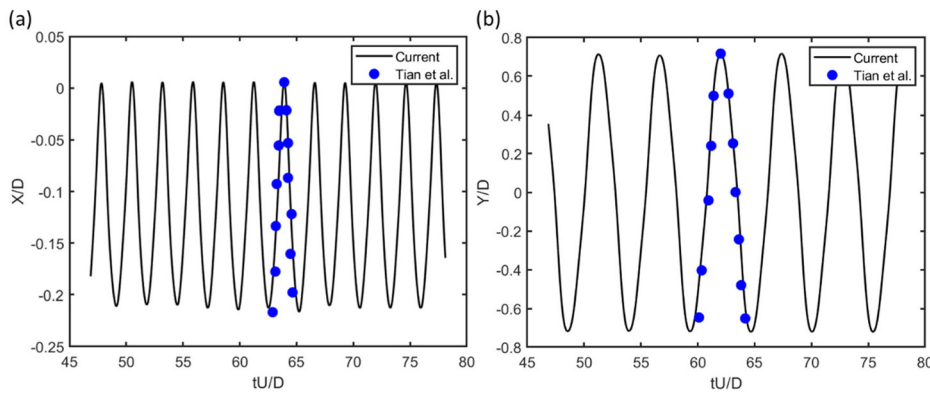 (a)
0.05
0
-0.05
-0.1
-0.15
-0.2
-0.25
X/D
45 50 55 60 65 70 75 80
tU/D
Current
Tian et al.
(b)
0.8
0.6
0.4
0.2
0
-0.2
-0.4
-0.6
-0.8
Y/D
45 50 55 60 65 70 75 80
tU/D
Current
Tian et al.